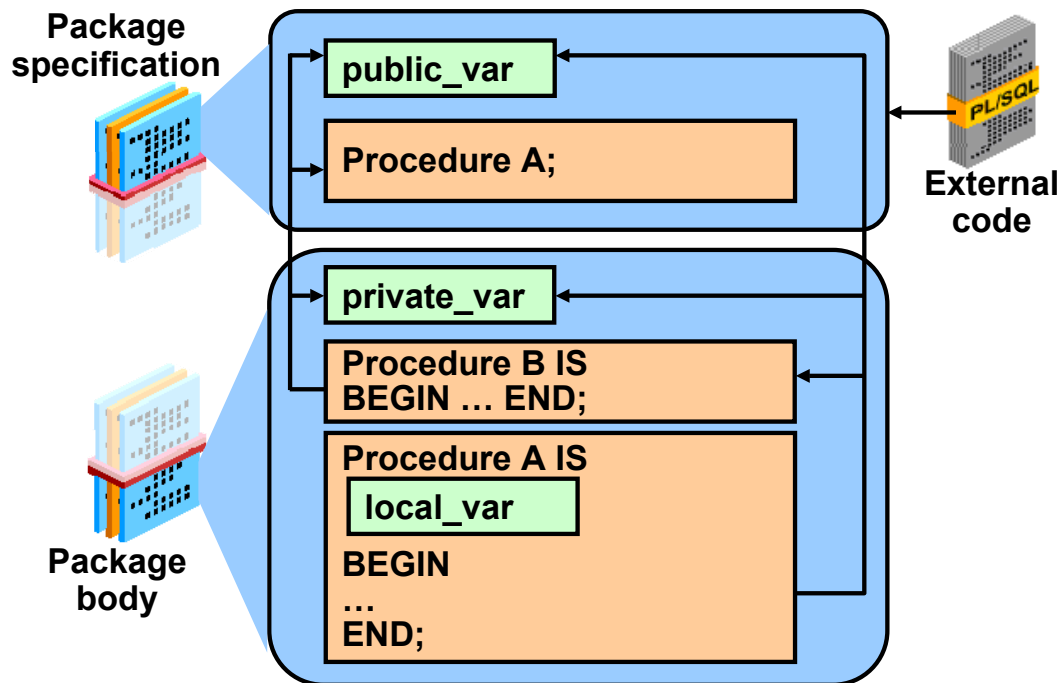 Package
specification
public_var
Procedure A;
PL/SQL
External
code
private_var
Procedure B IS
BEGIN … END;
Procedure A IS
local_var
BEGIN
…
END;
Package
body